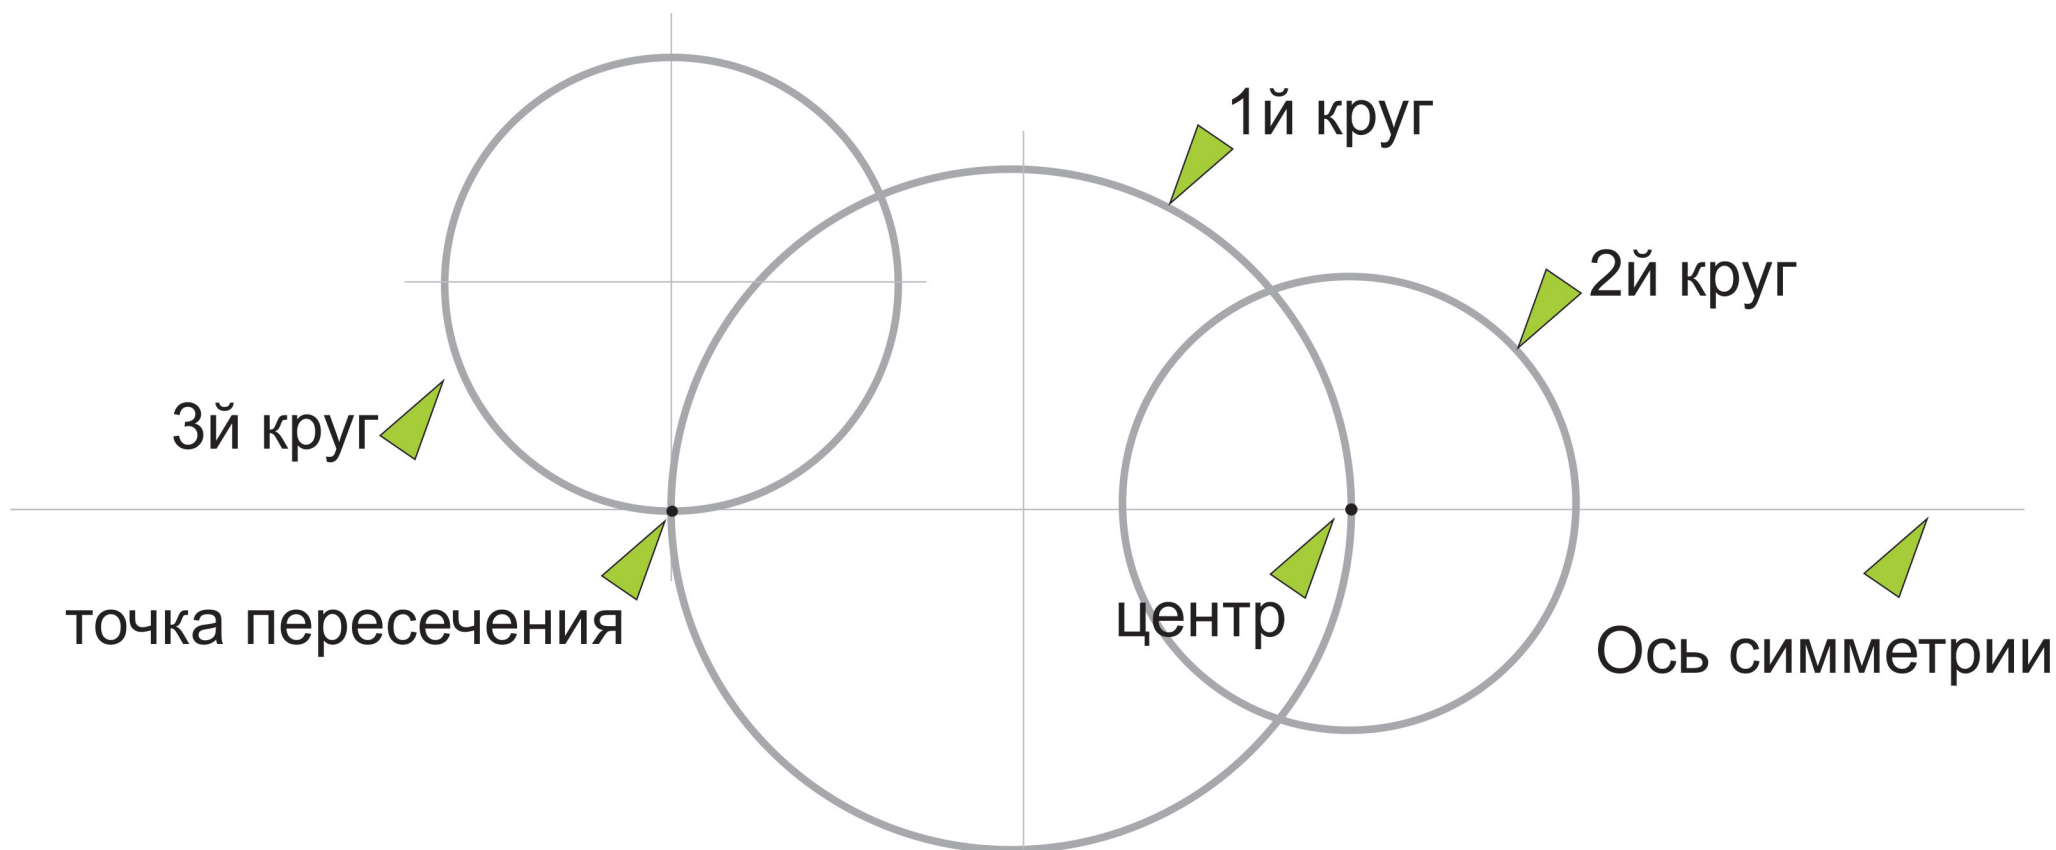 1й круг
2й круг
3й круг
точка пересечения
центр
Ось симметрии